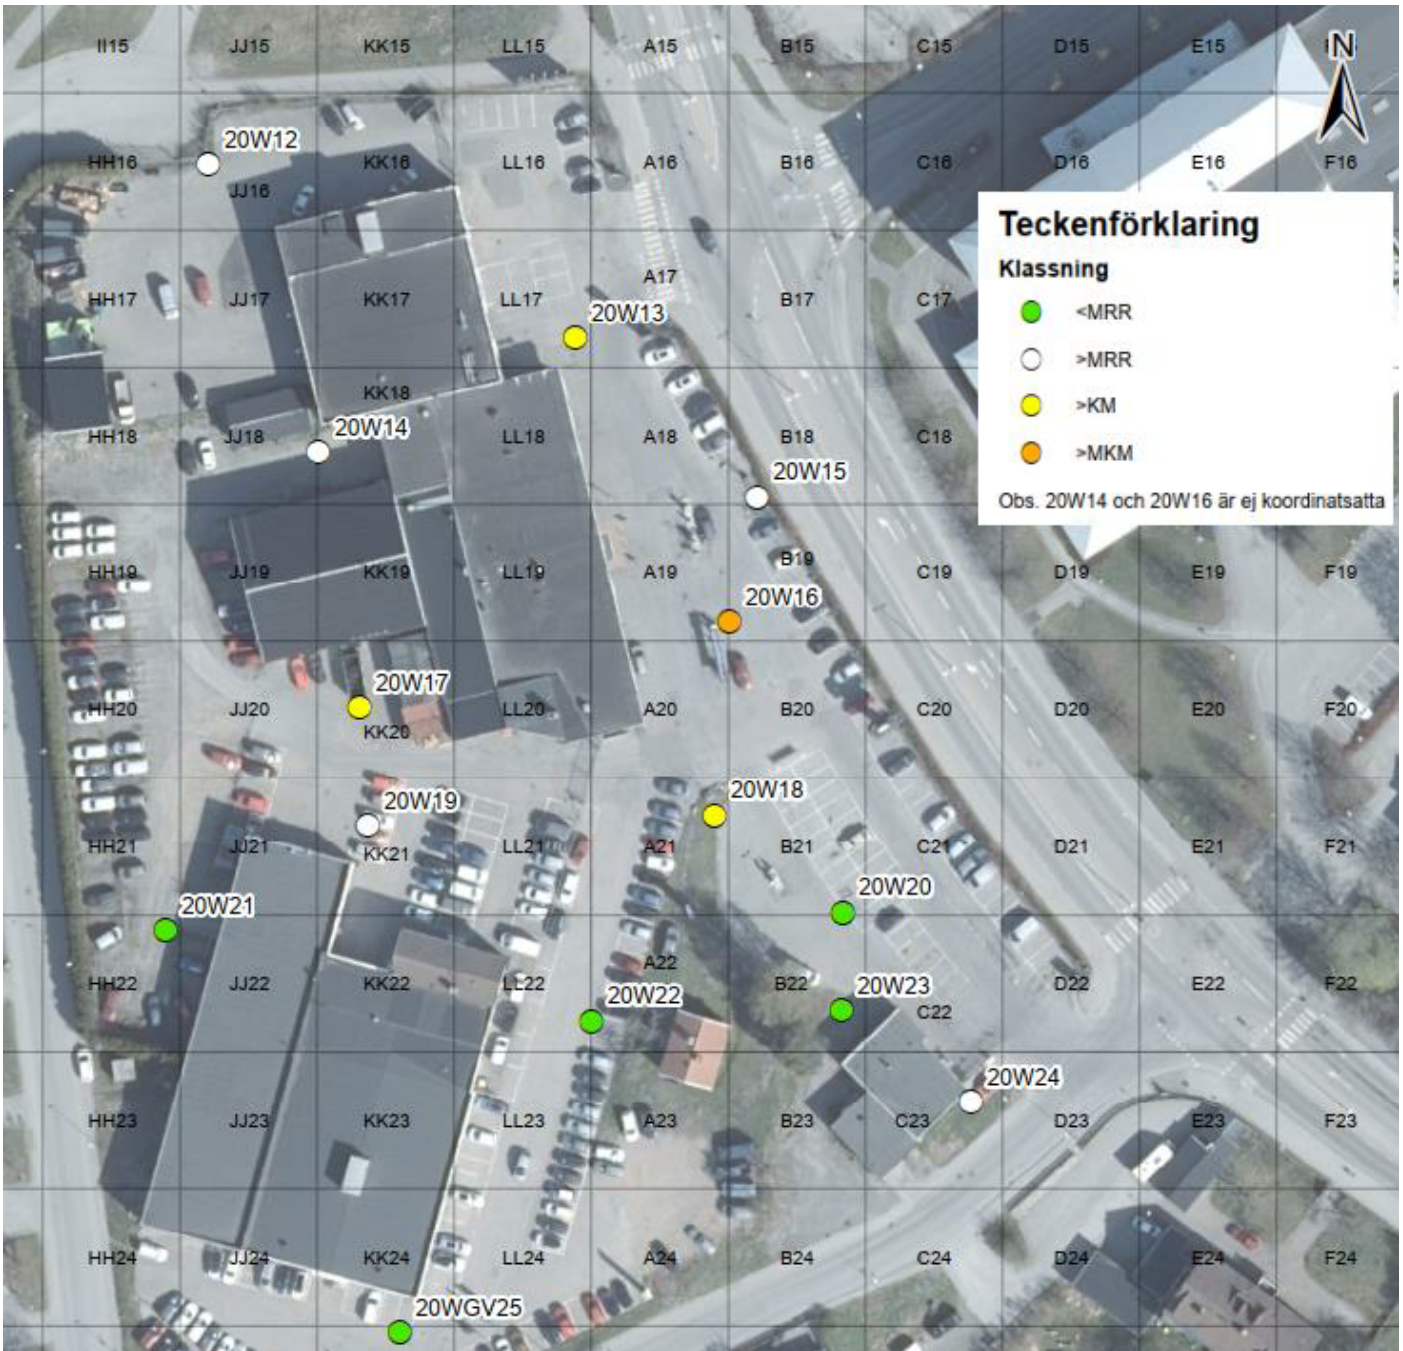 II15 JJ15 KK15 LL15 A15 B15 C15 D15 E15
N
20W12
HH16 JJ16 KK16 LL16 A16 B16 C16 D16 E16 F16
Teckenförklaring
Klassning
<MRR
>MRR
>KM
>MKM
Obs. 20W14 och 20W16 är ej koordinatsatta
HH17 JJ17 KK17 LL17 A17 B17 C17
20W13
KK18
HH18 JJ18 LL18 A18 B18 C18
20W14
20W15
HH19 JJ19 KK19 LL19 A19 B19 C19 D19 E19 F19
20W16
20W17
HH20 JJ20 KK20 LL20 A20 B20 C20 D20 E20 F20
20W18
20W19
HH21 JJ21 KK21 LL21 A21 B21 C21 D21 E21 F21
20W20
20W21
HH22 JJ22 KK22 LL22 A22 B22 C22 D22 E22 F22
20W22
20W23
20W24
HH23 JJ23 KK23 LL23 A23 B23 C23 D23 E23 F23
HH24 JJ24 KK24 LL24 A24 B24 C24 D24 E24 F24
20WGV25